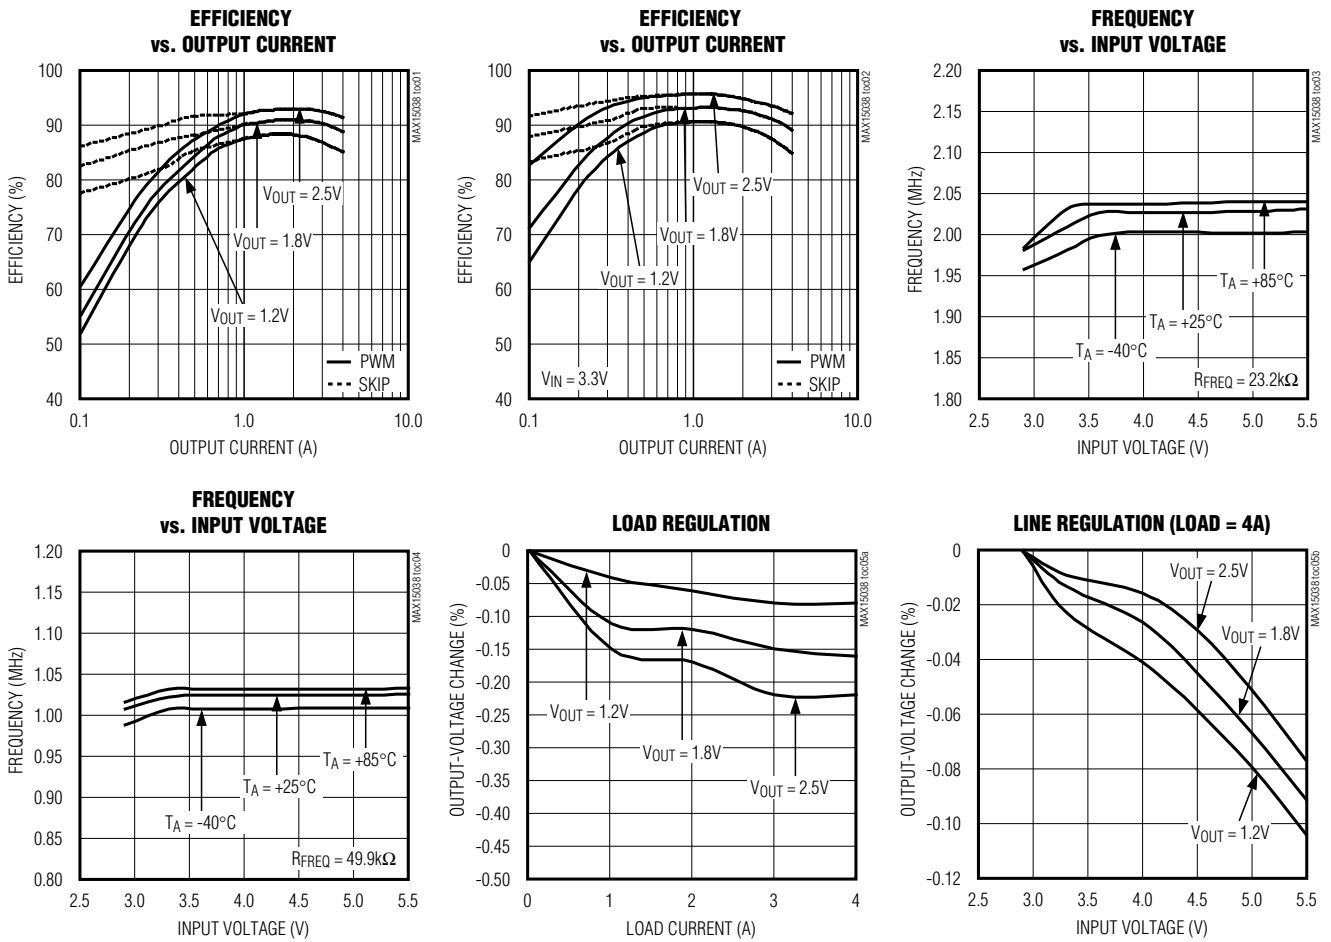 EFFICIENCY
vs. OUTPUT CURRENT
100
90
80
70
60
50
40
EFFICIENCY (%)
MAX15038 toc01
VOUT = 2.5V
VOUT = 1.8V
VOUT = 1.2V
PWM
SKIP
0.1
1.0
10.0
OUTPUT CURRENT (A)
EFFICIENCY
vs. OUTPUT CURRENT
100
90
80
70
60
50
40
EFFICIENCY (%)
MAX15038 toc02
VOUT = 2.5V
VOUT = 1.8V
VOUT = 1.2V
VIN = 3.3V
PWM
SKIP
0.1
1.0
10.0
OUTPUT CURRENT (A)
FREQUENCY
vs. INPUT VOLTAGE
2.20
2.15
2.10
2.05
2.00
1.95
1.90
1.85
1.80
FREQUENCY (MHz)
MAX15038 toc03
TA = +85°C
TA = +25°C
TA = -40°C
RFREQ = 23.2kΩ
2.5
3.0
3.5
4.0
4.5
5.0
5.5
INPUT VOLTAGE (V)
FREQUENCY
vs. INPUT VOLTAGE
1.20
1.15
1.10
1.05
1.00
0.95
0.90
0.85
0.80
FREQUENCY (MHz)
MAX15038 toc04
TA = +85°C
TA = +25°C
TA = -40°C
RFREQ = 49.9kΩ
2.5
3.0
3.5
4.0
4.5
5.0
5.5
INPUT VOLTAGE (V)
LOAD REGULATION
0
-0.05
-0.10
-0.15
-0.20
-0.25
-0.30
-0.35
-0.40
-0.45
-0.50
OUTPUT-VOLTAGE CHANGE (%)
MAX15038 toc05a
VOUT = 1.2V
VOUT = 1.8V
VOUT = 2.5V
0
1
2
3
4
LOAD CURRENT (A)
LINE REGULATION (LOAD = 4A)
0
-0.02
-0.04
-0.06
-0.08
-0.10
-0.12
OUTPUT-VOLTAGE CHANGE (%)
MAX15038 toc05b
VOUT = 2.5V
VOUT = 1.8V
VOUT = 1.2V
2.5
3.0
3.5
4.0
4.5
5.0
5.5
INPUT VOLTAGE (V)